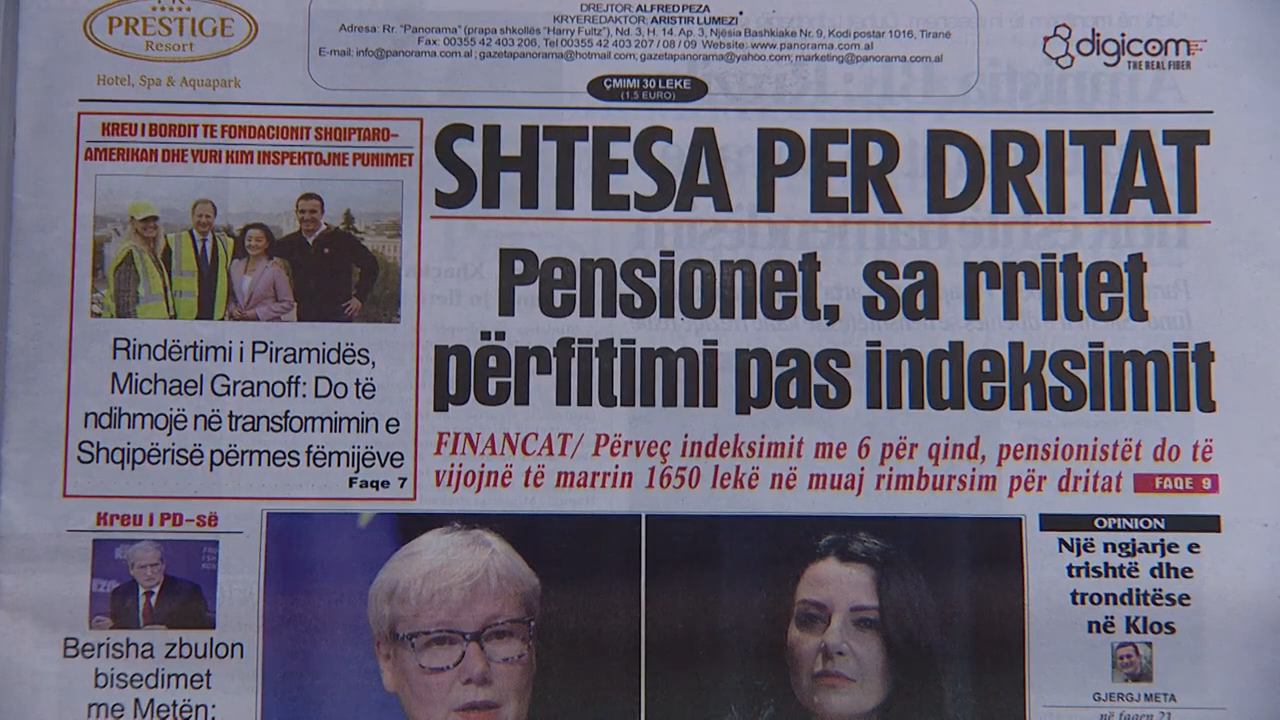 PRESTIGE
Resort
Hotel, Spa & Aquapark
DREJTOR: ALFRED PEZA
KRYEREDAKTOR: ARISTIR LUMEZI
Adresa: Rr. "Panorama" (prapa shkollës "Harry Fultz"), Nd. 3, H. 14. Ap. 3, Njësia Bashkiake Nr. 9, Kodi postar 1016, Tiranë
Fax: 00355 42 403 206, Tel 00355 42 403 207 / 08 / 09 Website: www.panorama.com.al
E-mail: info@panorama.com.al ; gazetapanorama@hotmail.com; gazetapanorama@yahoo.com; marketing@panorama.com.al
ÇMIMI 30 LEKE
(1.5 EURO)
digicom
THE REAL FIBER
KREU I BORDIT TE FONDACIONIT SHQIPTARO-
AMERIKAN DHE YURI KIM INSPEKTOJNE PUNIMET
Rindërtimi i Piramidës,
Michael Granoff: Do të
ndihmojë në transformimin e
Shqipërisë përmes fëmijëve
Faqe 7
SHTESA PER DRITAT
Pensionet, sa rritet
përfitimi pas indeksimit
FINANCAT/ Përveç indeksimit me 6 për qind, pensionistët do të
vijojnë të marrin 1650 lekë në muaj rimbursim për dritat FAQE 9
Kreu i PD-së
Berisha zbulon
bisedimet
me Metën:
OPINION
Një ngjarje e
trishtë dhe
tronditëse
në Klos
GJERGJ META
në faqen 21